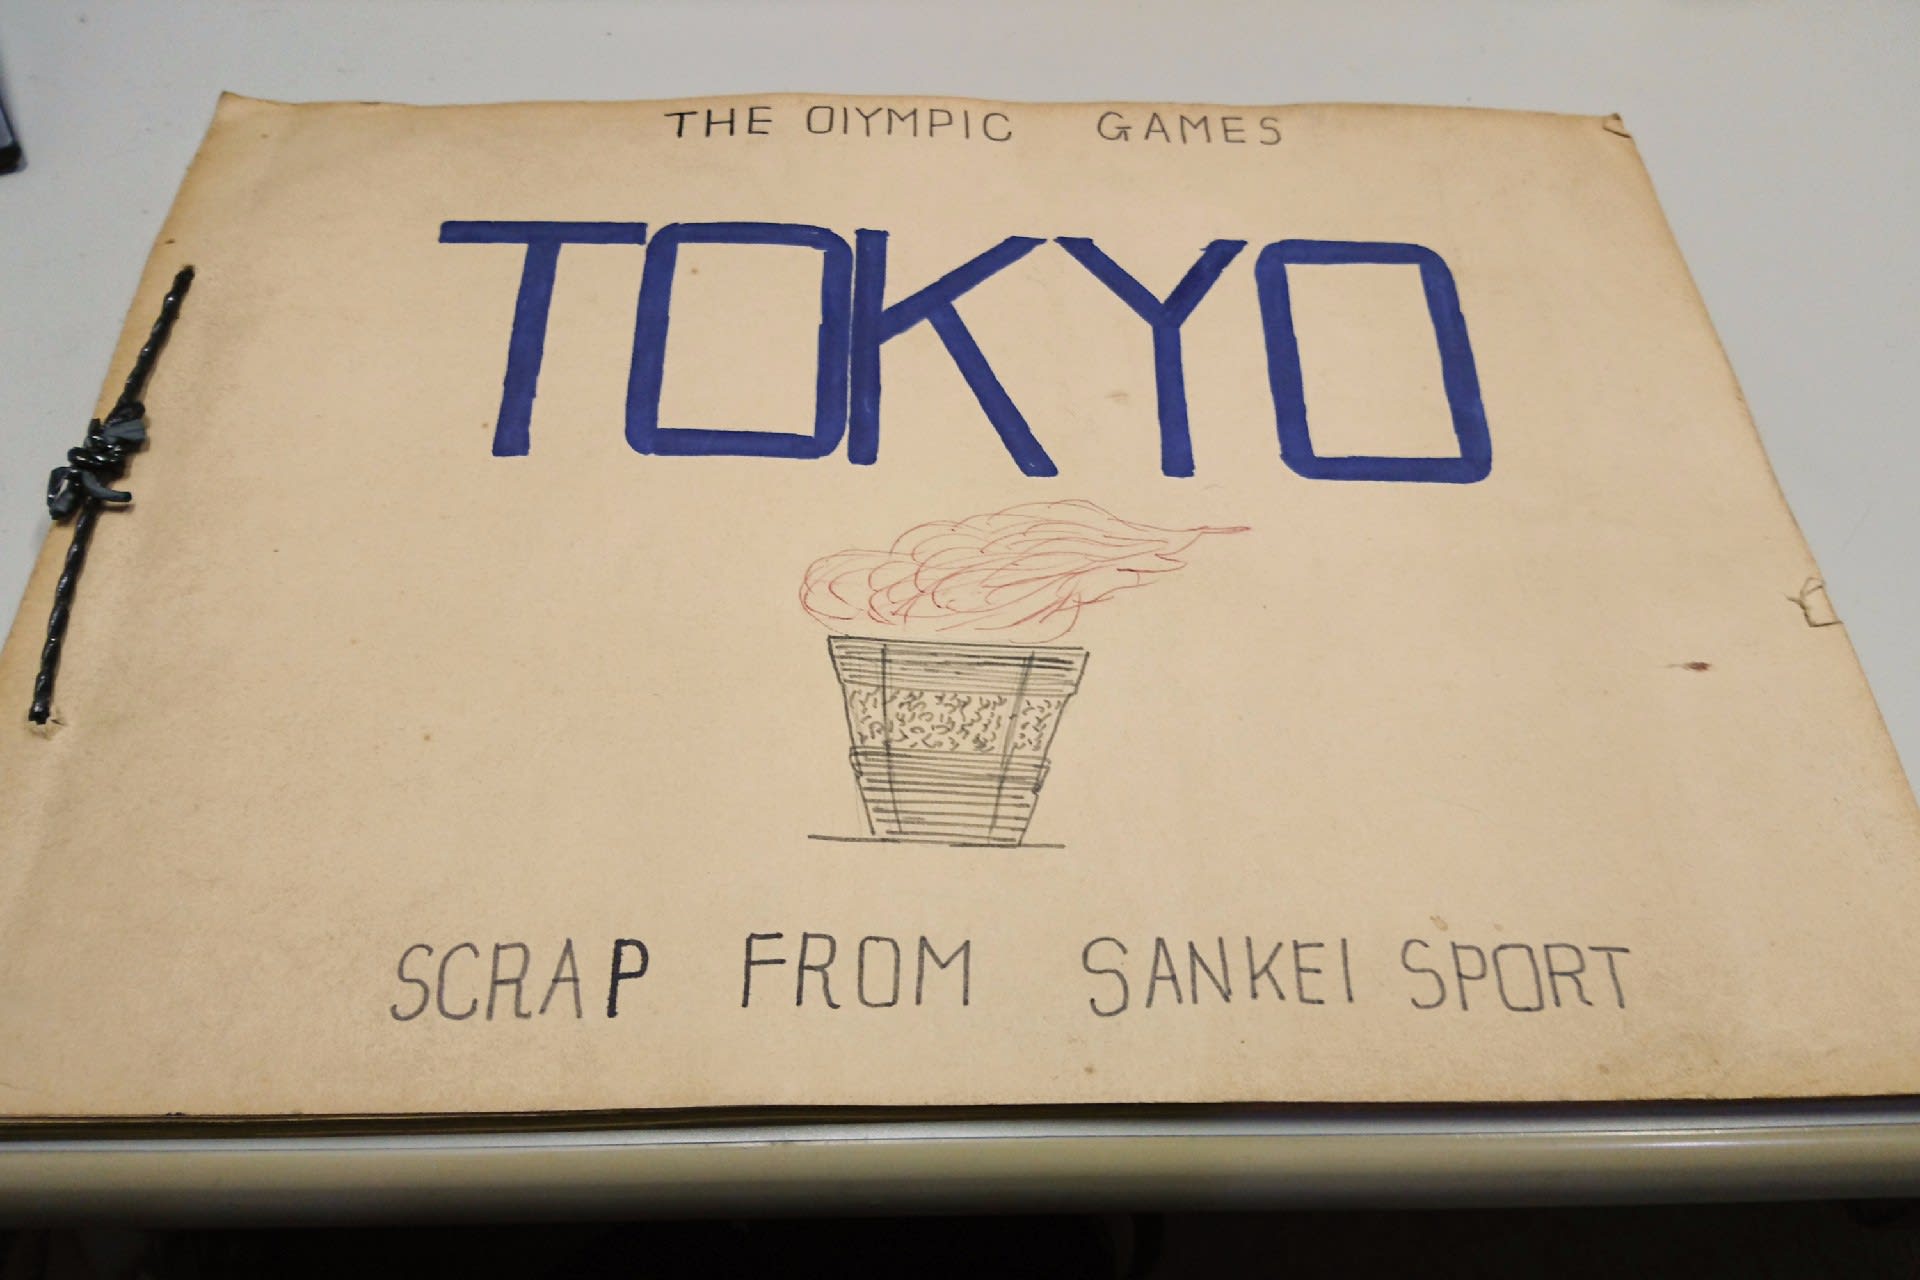 THE OIYMPIC GAMES
TOKYO
SCRAP FROM SANKEI SPORT